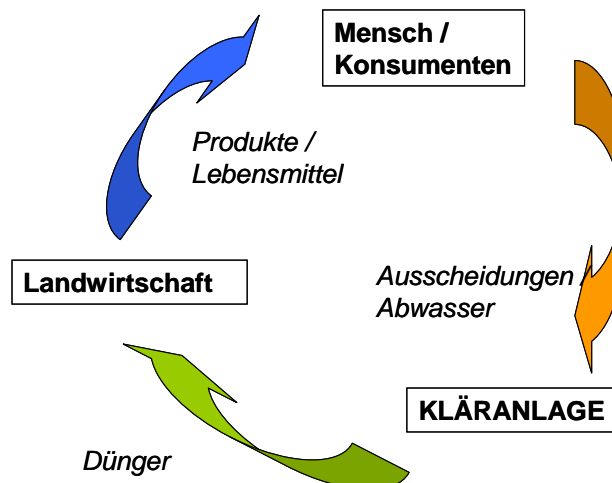 Mensch /
Konsumenten
Produkte /
Lebensmittel
Landwirtschaft
Ausscheidungen /
Abwasser
KLÄRANLAGE
Dünger